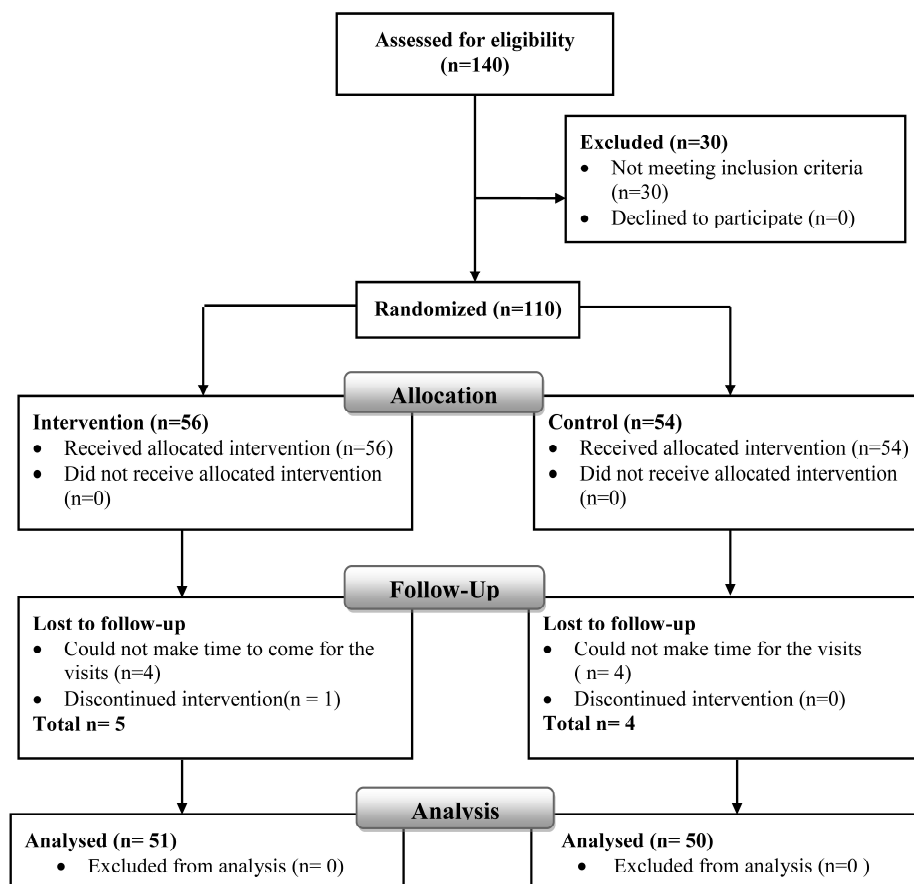 Assessed for eligibility
(n=140)
Excluded (n=30)
• Not meeting inclusion criteria
(n=30)
• Declined to participate (n=0)
Randomized (n=110)
Allocation
Intervention (n=56)
• Received allocated intervention (n=56)
• Did not receive allocated intervention
(n=0)
Control (n=54)
• Received allocated intervention (n=54)
• Did not receive allocated intervention
(n=0)
Follow-Up
Lost to follow-up
• Could not make time to come for the
visits (n=4)
• Discontinued intervention(n = 1)
Total n= 5
Lost to follow-up
• Could not make time for the visits
( n= 4)
• Discontinued intervention (n=0)
Total n= 4
Analysis
Analysed (n= 51)
• Excluded from analysis (n= 0)
Analysed (n= 50)
• Excluded from analysis (n=0 )